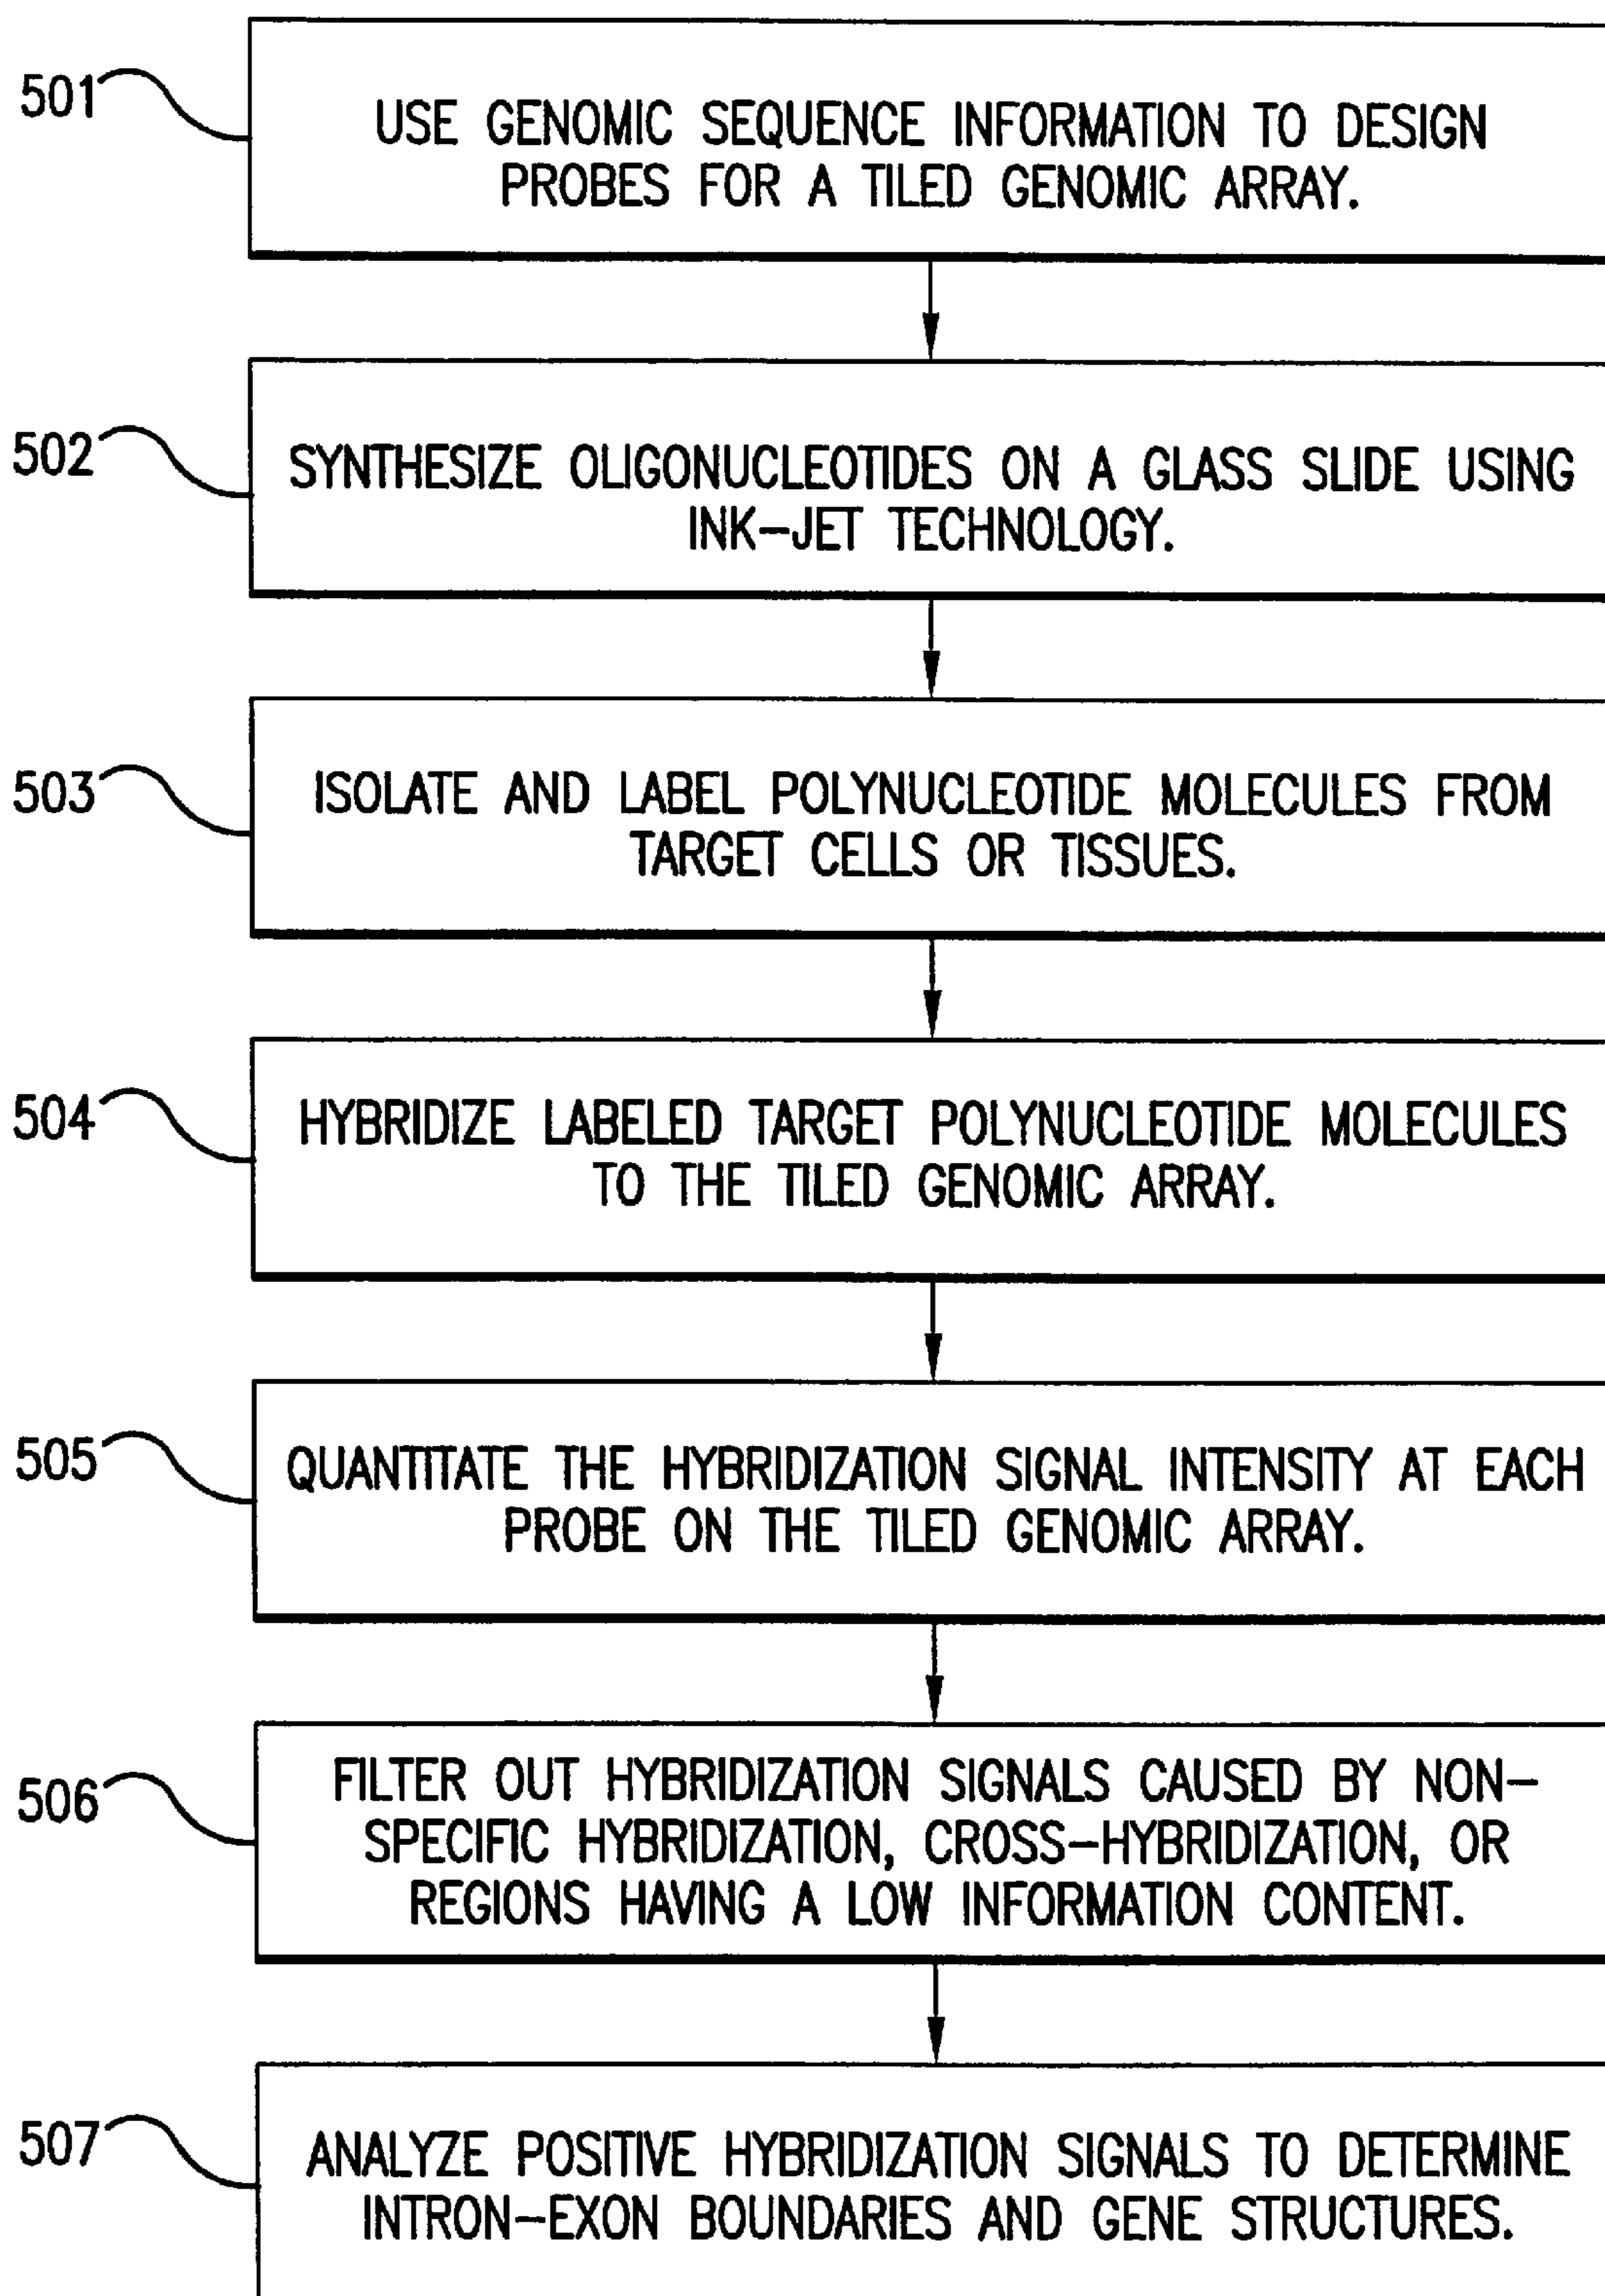 501
USE GENOMIC SEQUENCE INFORMATION TO DESIGN
PROBES FOR A TILED GENOMIC ARRAY.
502
SYNTHESIZE OLIGONUCLEOTIDES ON A GLASS SLIDE USING
INK-JET TECHNOLOGY.
503
ISOLATE AND LABEL POLYNUCLEOTIDE MOLECULES FROM
TARGET CELLS OR TISSUES.
504
HYBRIDIZE LABELED TARGET POLYNUCLEOTIDE MOLECULES
TO THE TILED GENOMIC ARRAY.
505
QUANTITATE THE HYBRIDIZATION SIGNAL INTENSITY AT EACH
PROBE ON THE TILED GENOMIC ARRAY.
506
FILTER OUT HYBRIDIZATION SIGNALS CAUSED BY NON-
SPECIFIC HYBRIDIZATION, CROSS-HYBRIDIZATION, OR
REGIONS HAVING A LOW INFORMATION CONTENT.
507
ANALYZE POSITIVE HYBRIDIZATION SIGNALS TO DETERMINE
INTRON-EXON BOUNDARIES AND GENE STRUCTURES.